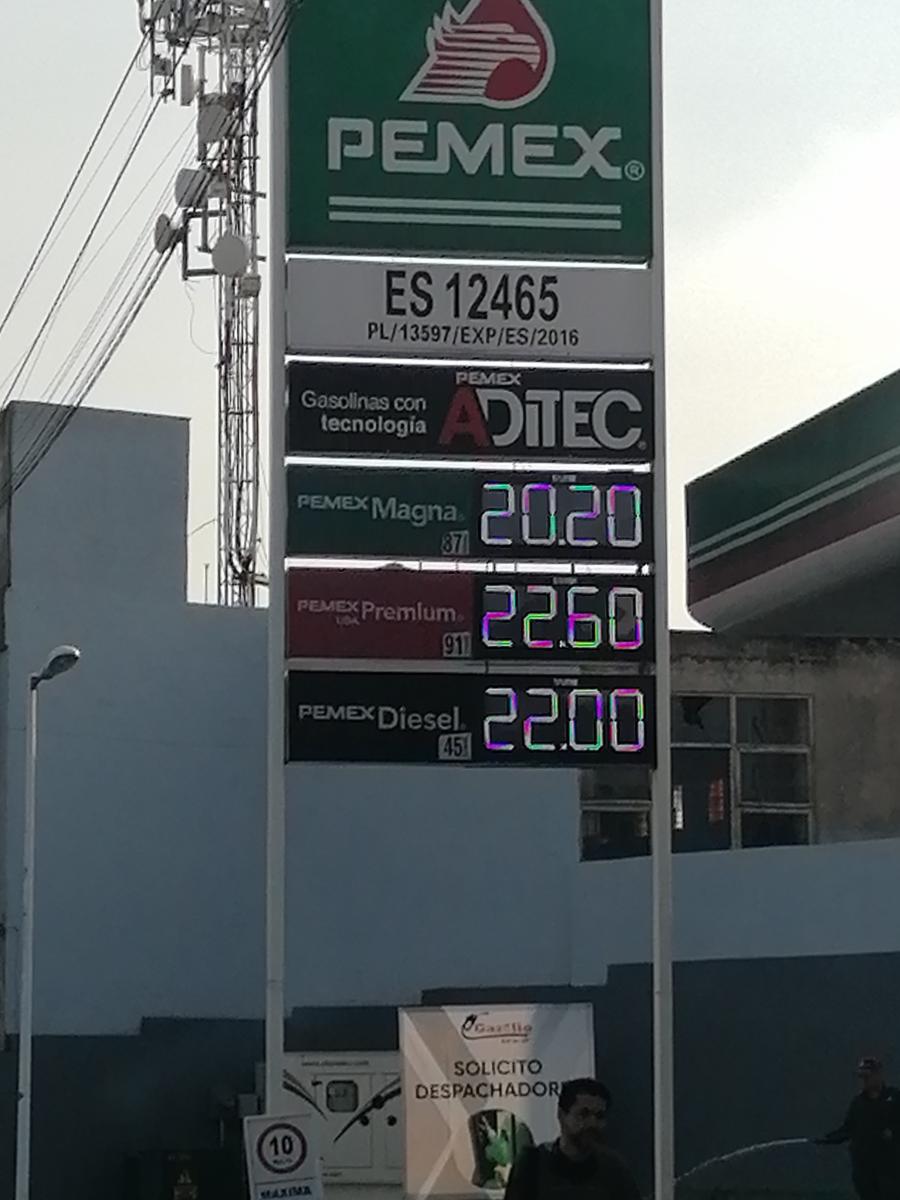 PEMEX®
ES 12465
PL/13597/EXP/ES/2016
PEMEX
Gasolinas con
tecnología
ADiTEC®
PEMEX Magna®
87
20.20
PEMEX Premium®
91
22.60
PEMEX Diesel®
45
22.00
Gazello
SOLICITO
DESPACHADOR
10
MAXIMA